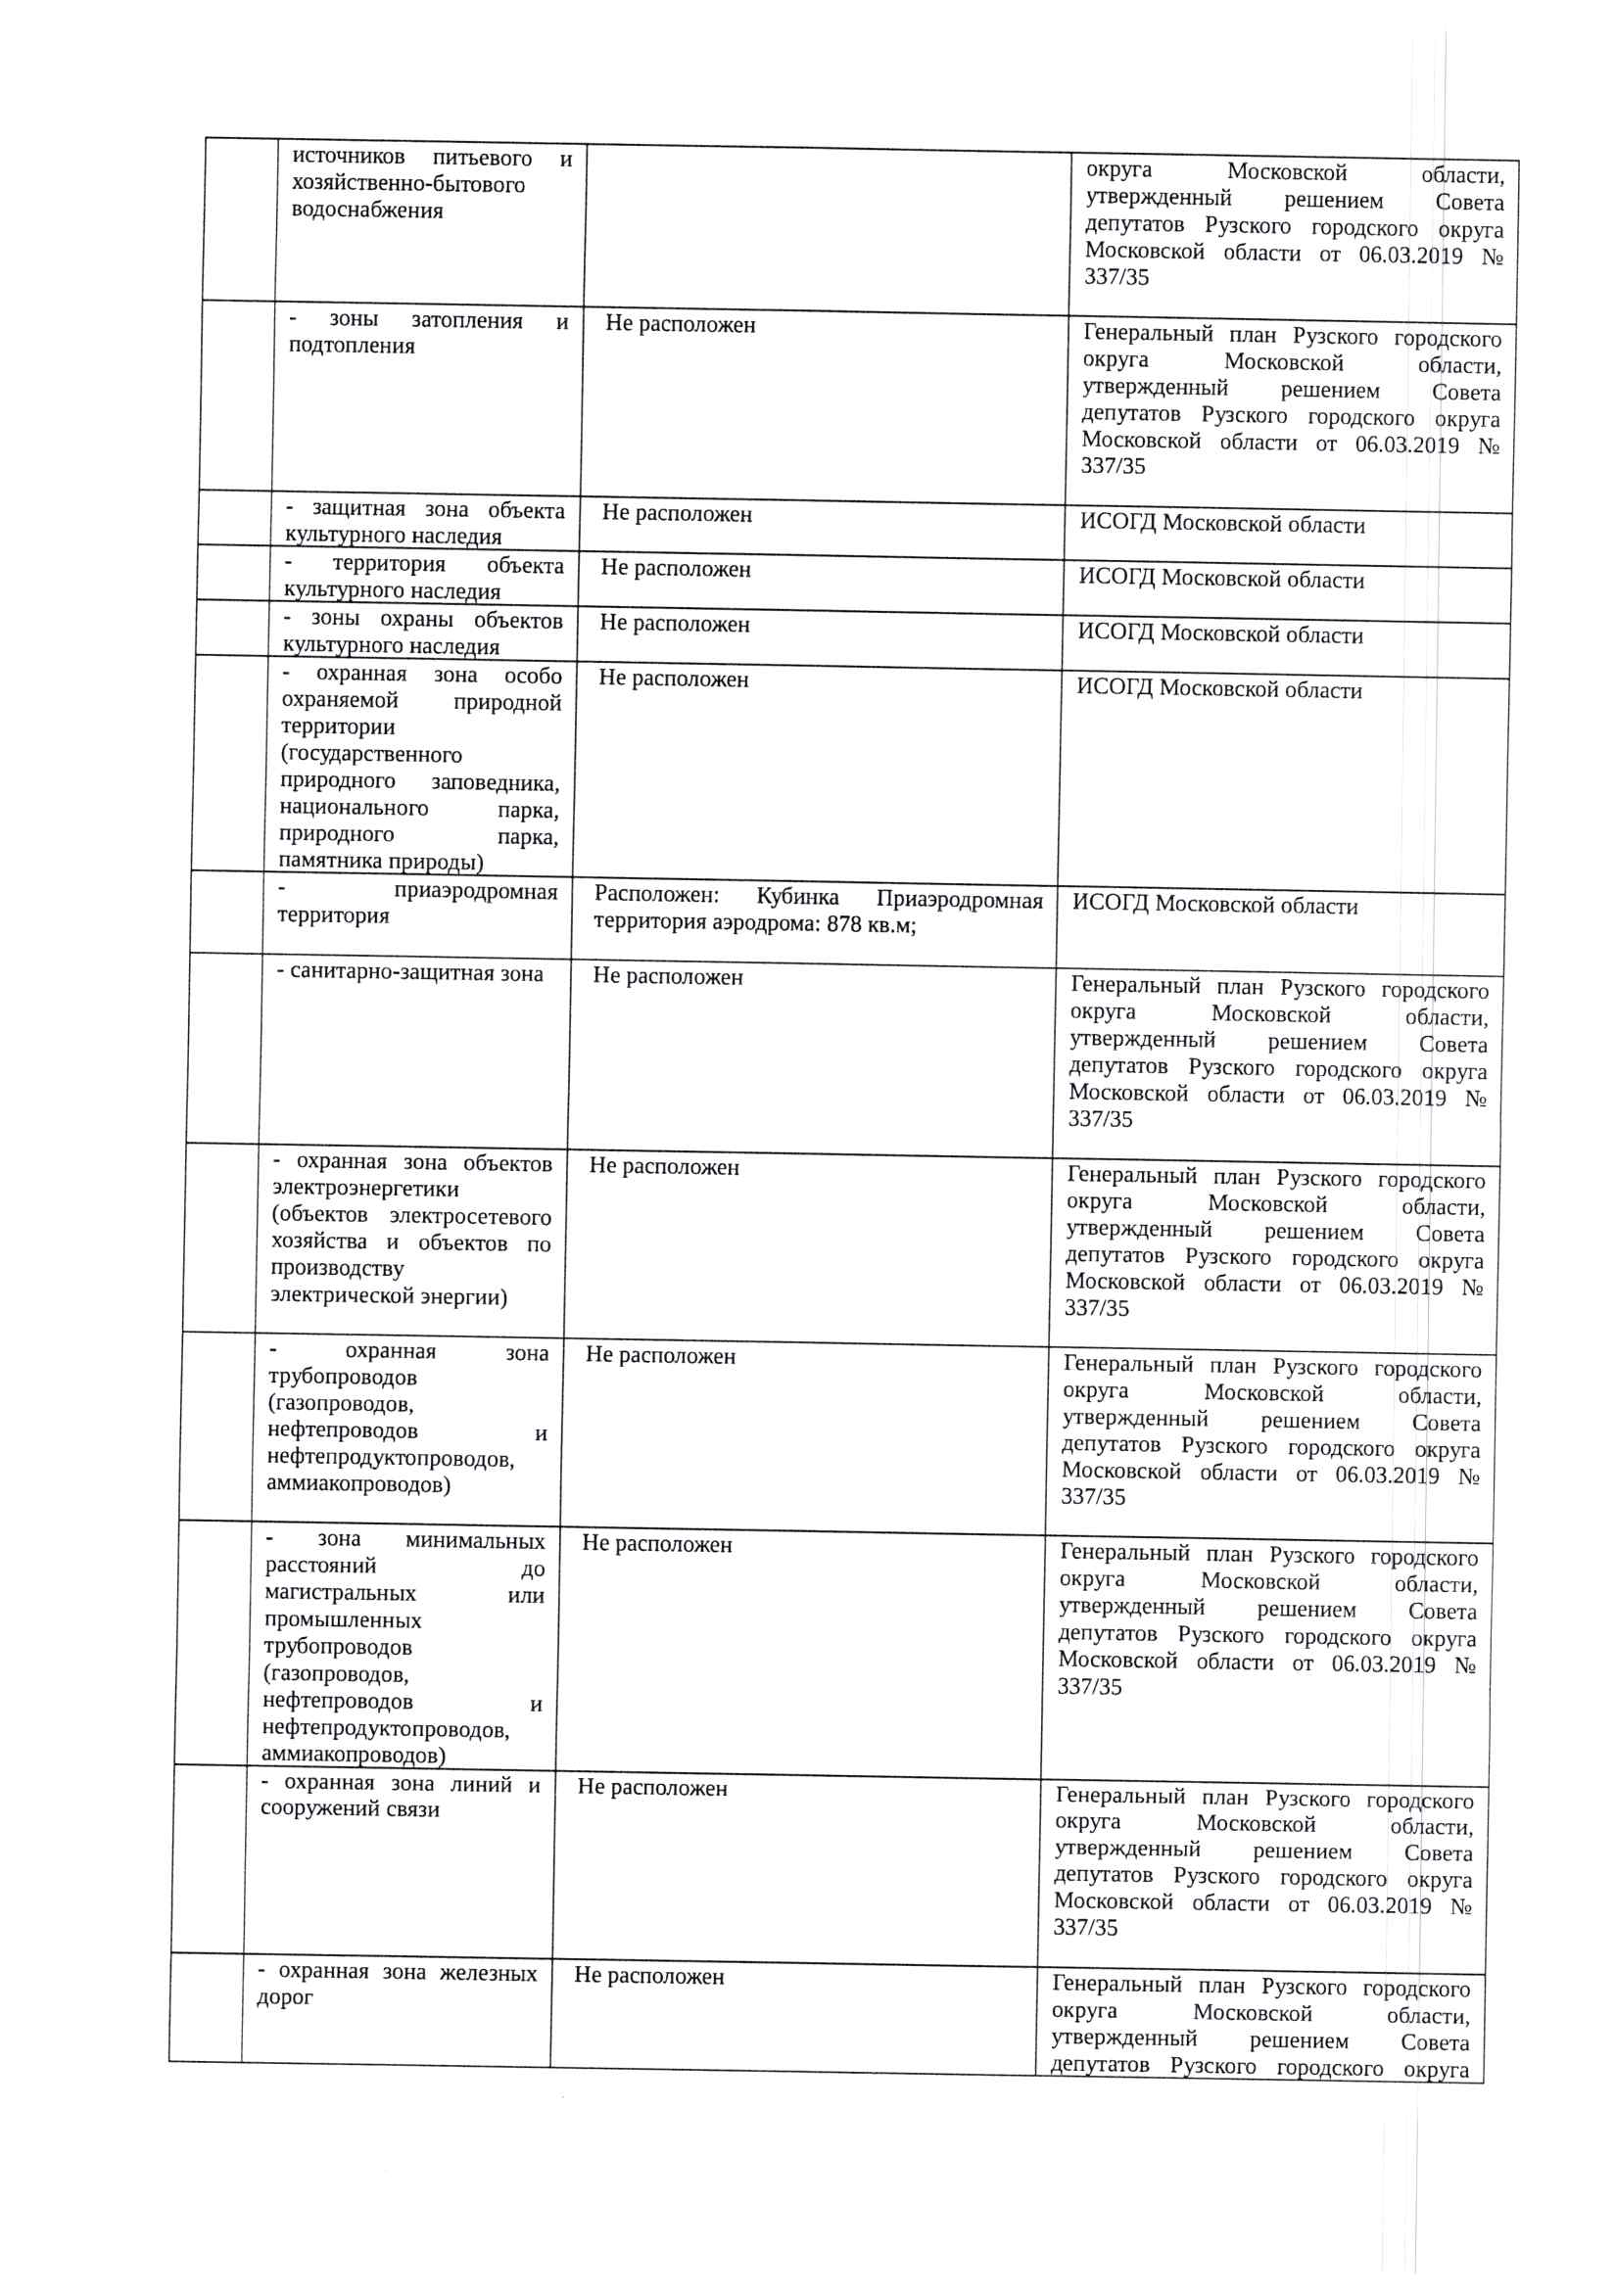 источников питьевого и
хозяйственно-бытового
водоснабжения
округа Московской области,
утвержденный решением Совета
депутатов Рузского городского округа
Московской области от 06.03.2019 №
337/35
- зоны затопления и
подтопления
Не расположен
Генеральный план Рузского городского
округа Московской области,
утвержденный решением Совета
депутатов Рузского городского округа
Московской области от 06.03.2019 №
337/35
- защитная зона объекта
культурного наследия
Не расположен
ИСОГД Московской области
- территория объекта
культурного наследия
Не расположен
ИСОГД Московской области
- зоны охраны объектов
культурного наследия
Не расположен
ИСОГД Московской области
- охранная зона особо
охраняемой природной
территории
(государственного
природного заповедника,
национального парка,
природного парка,
памятника природы)
Не расположен
ИСОГД Московской области
- приаэродромная
территория
Расположен: Кубинка Приаэродромная
территория аэродрома: 878 кв.м;
ИСОГД Московской области
- санитарно-защитная зона
Не расположен
Генеральный план Рузского городского
округа Московской области,
утвержденный решением Совета
депутатов Рузского городского округа
Московской области от 06.03.2019 №
337/35
- охранная зона объектов
электроэнергетики
(объектов электросетевого
хозяйства и объектов по
производству
электрической энергии)
Не расположен
Генеральный план Рузского городского
округа Московской области,
утвержденный решением Совета
депутатов Рузского городского округа
Московской области от 06.03.2019 №
337/35
- охранная зона
трубопроводов
(газопроводов,
нефтепроводов и
нефтепродуктопроводов,
аммиакопроводов)
Не расположен
Генеральный план Рузского городского
округа Московской области,
утвержденный решением Совета
депутатов Рузского городского округа
Московской области от 06.03.2019 №
337/35
- зона минимальных
расстояний до
магистральных или
промышленных
трубопроводов
(газопроводов,
нефтепроводов и
нефтепродуктопроводов,
аммиакопроводов)
Не расположен
Генеральный план Рузского городского
округа Московской области,
утвержденный решением Совета
депутатов Рузского городского округа
Московской области от 06.03.2019 №
337/35
- охранная зона линий и
сооружений связи
Не расположен
Генеральный план Рузского городского
округа Московской области,
утвержденный решением Совета
депутатов Рузского городского округа
Московской области от 06.03.2019 №
337/35
- охранная зона железных
дорог
Не расположен
Генеральный план Рузского городского
округа Московской области,
утвержденный решением Совета
депутатов Рузского городского округа